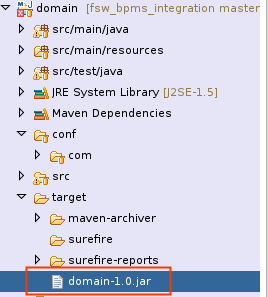 domain [fsw_bpms_integration master
src/main/java
src/main/resources
src/test/java
JRE System Library [J2SE-1.5]
Maven Dependencies
conf
com
src
target
maven-archiver
surefire
surefire-reports
domain-1.0.jar